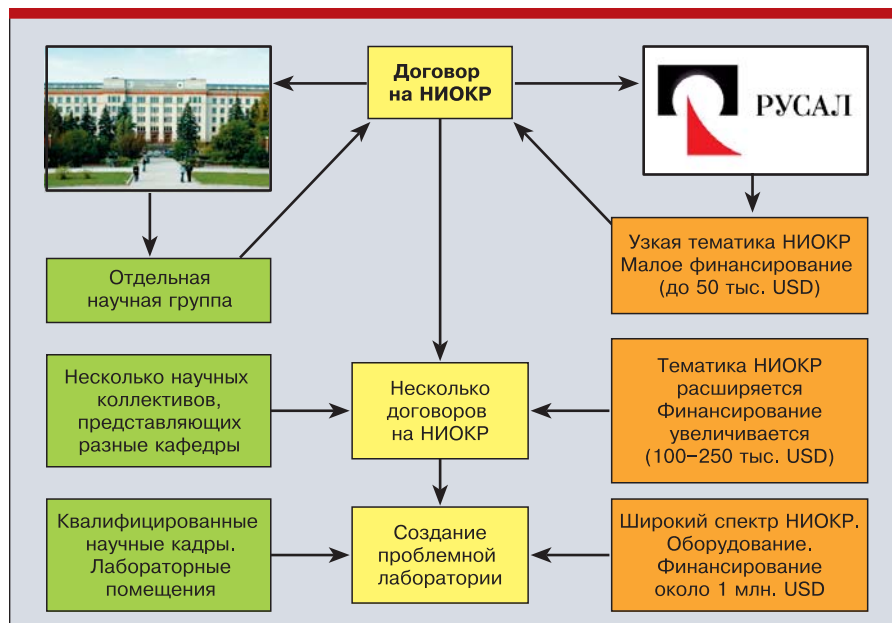 Договор
на НИОКР
РУСАЛ
Отдельная
научная группа
Узкая тематика НИОКР
Малое финансирование
(до 50 тыс. USD)
Несколько научных
коллективов,
представляющих
разные кафедры
Несколько
договоров
на НИОКР
Тематика НИОКР
расширяется
Финансирование
увеличивается
(100–250 тыс. USD)
Квалифицированные
научные кадры.
Лабораторные
помещения
Создание
проблемной
лаборатории
Широкий спектр НИОКР.
Оборудование.
Финансирование
около 1 млн. USD